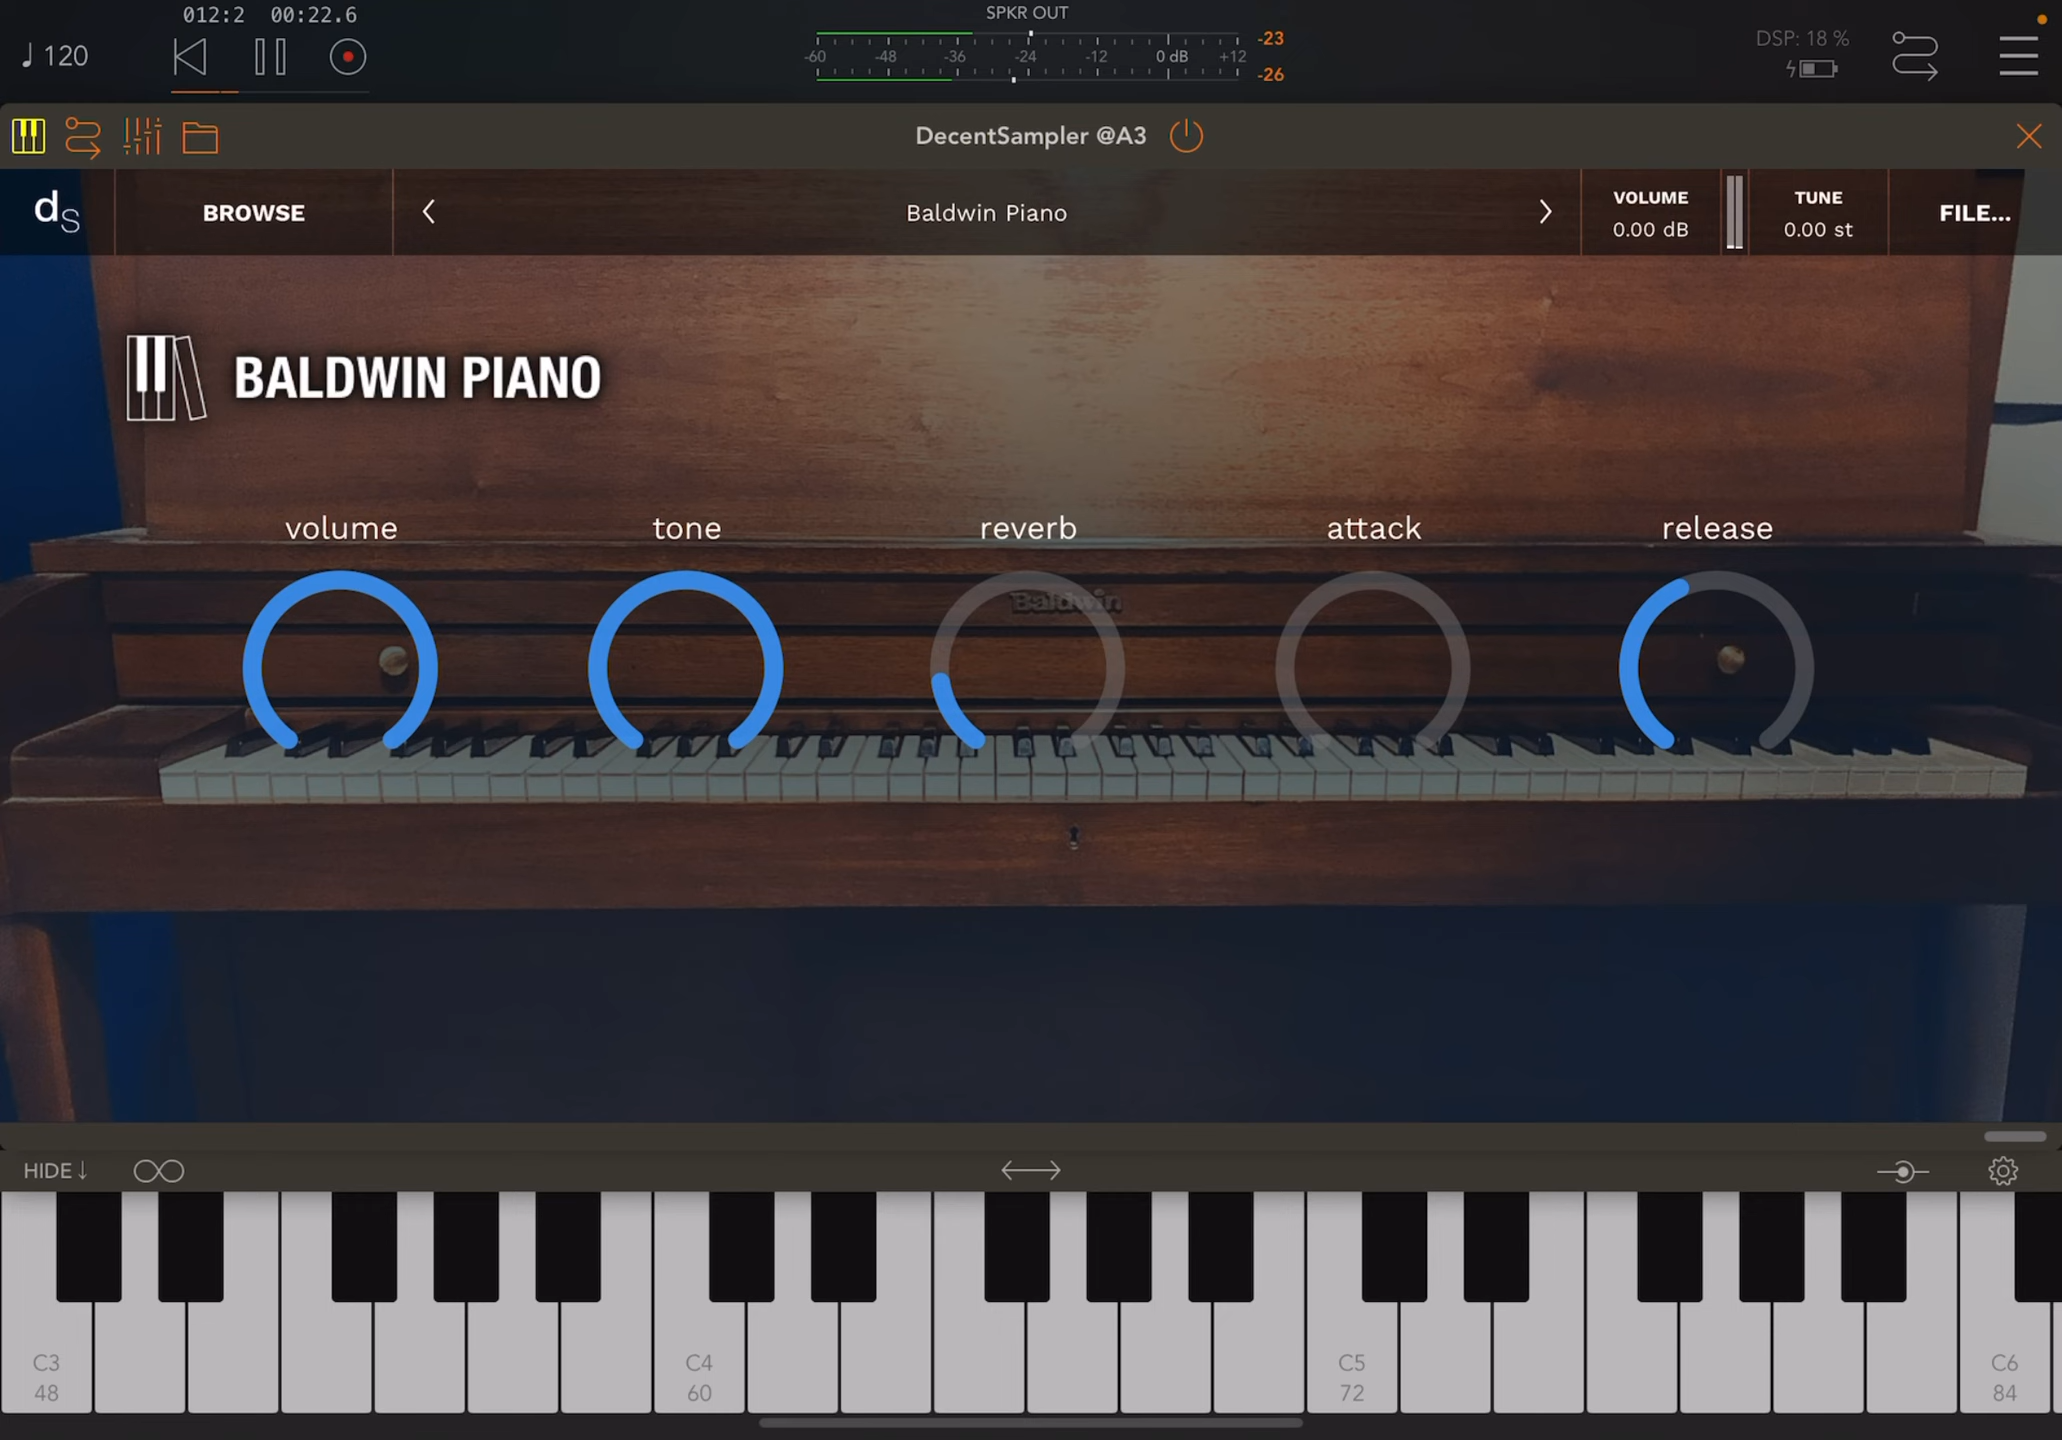 012:2 00:22.6
♩ 120
SPKR OUT
-60 -48 -36 -24 -12 0 dB +12
-23
-26
DSP: 18 %
DecentSampler @A3
ds
BROWSE
Baldwin Piano
VOLUME
0.00 dB
TUNE
0.00 st
FILE...
BALDWIN PIANO
volume tone reverb attack release
Baldwin
HIDE↓
C3 C4 C5 C6
48 60 72 84